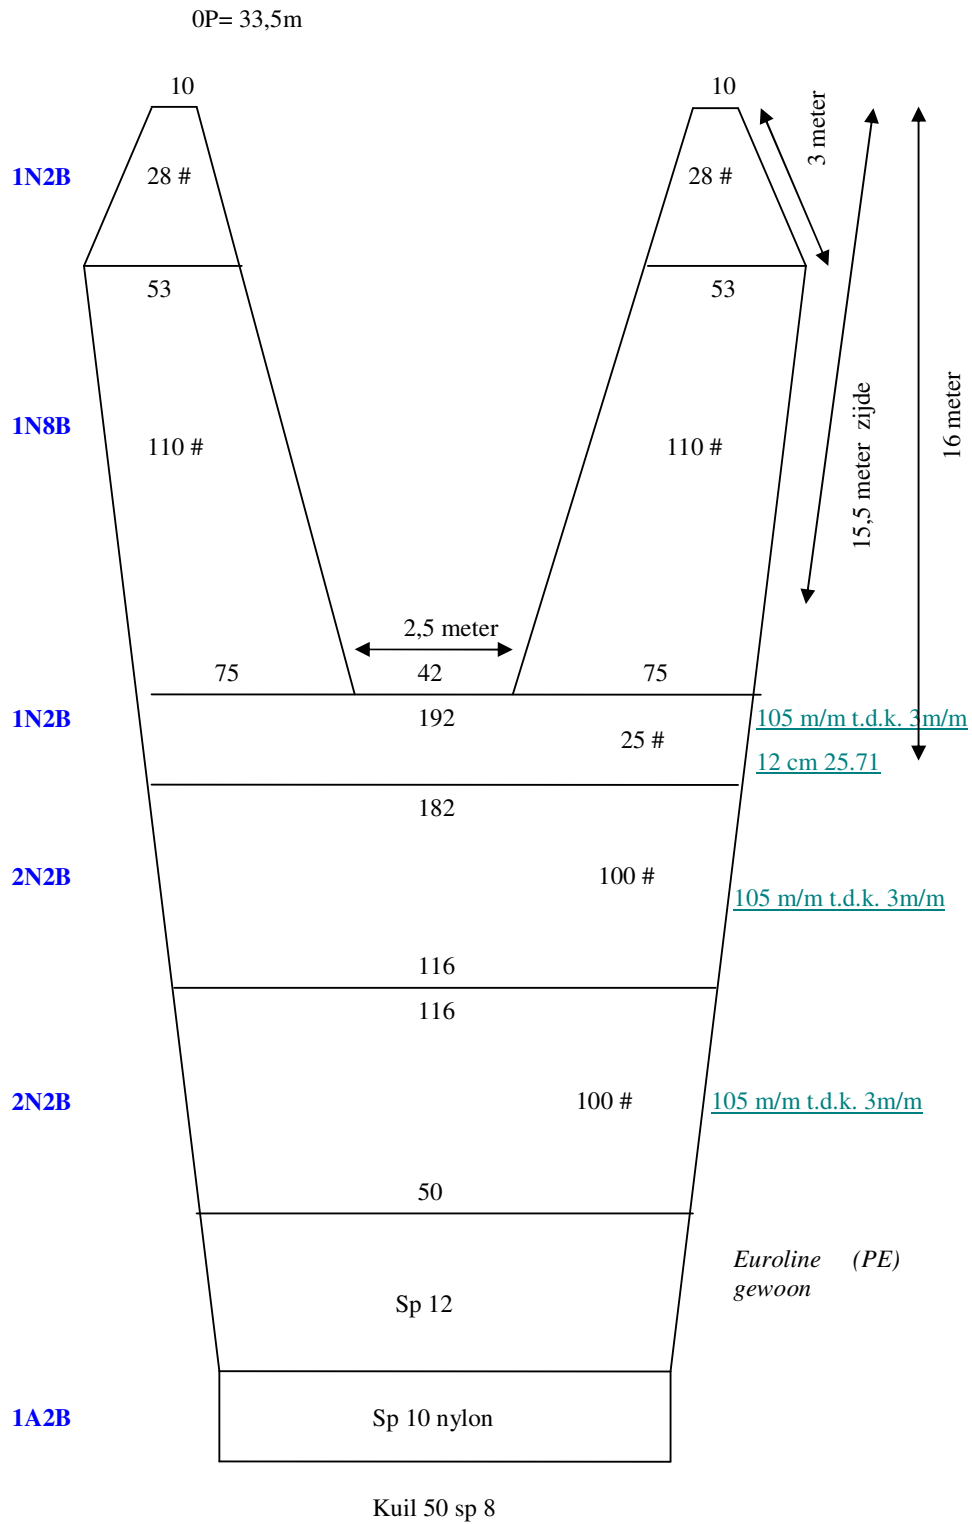 0P= 33,5m
10
10
3 meter
1N2B
28 #
28 #
53
53
15,5 meter zijde
16 meter
1N8B
110 #
110 #
2,5 meter
75
42
75
1N2B
192
105 m/m t.d.k. 3m/m
25 #
12 cm 25.71
182
2N2B
100 #
105 m/m t.d.k. 3m/m
116
116
2N2B
100 #
105 m/m t.d.k. 3m/m
50
Euroline (PE)
gewoon
Sp 12
1A2B
Sp 10 nylon
Kuil 50 sp 8